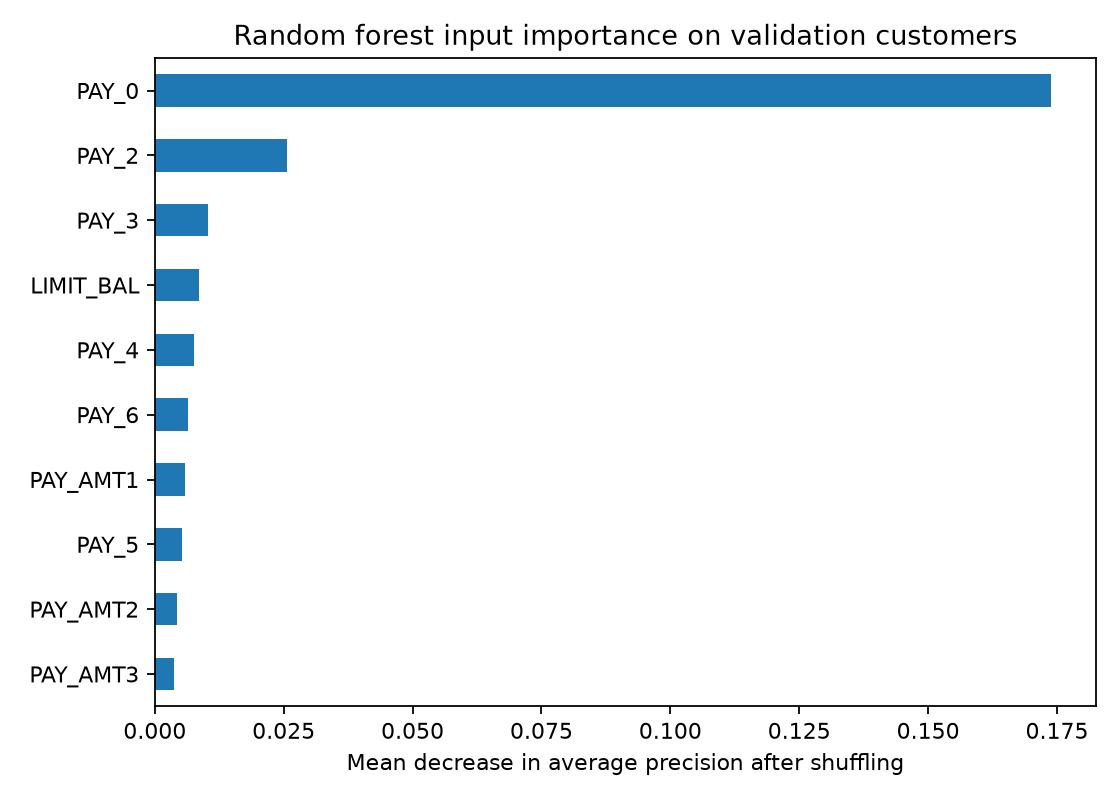 Random forest input importance on validation customers
PAY_0
PAY_2
PAY_3
LIMIT_BAL
PAY_4
PAY_6
PAY_AMT1
PAY_5
PAY_AMT2
PAY_AMT3
0.000 0.025 0.050 0.075 0.100 0.125 0.150 0.175
Mean decrease in average precision after shuffling